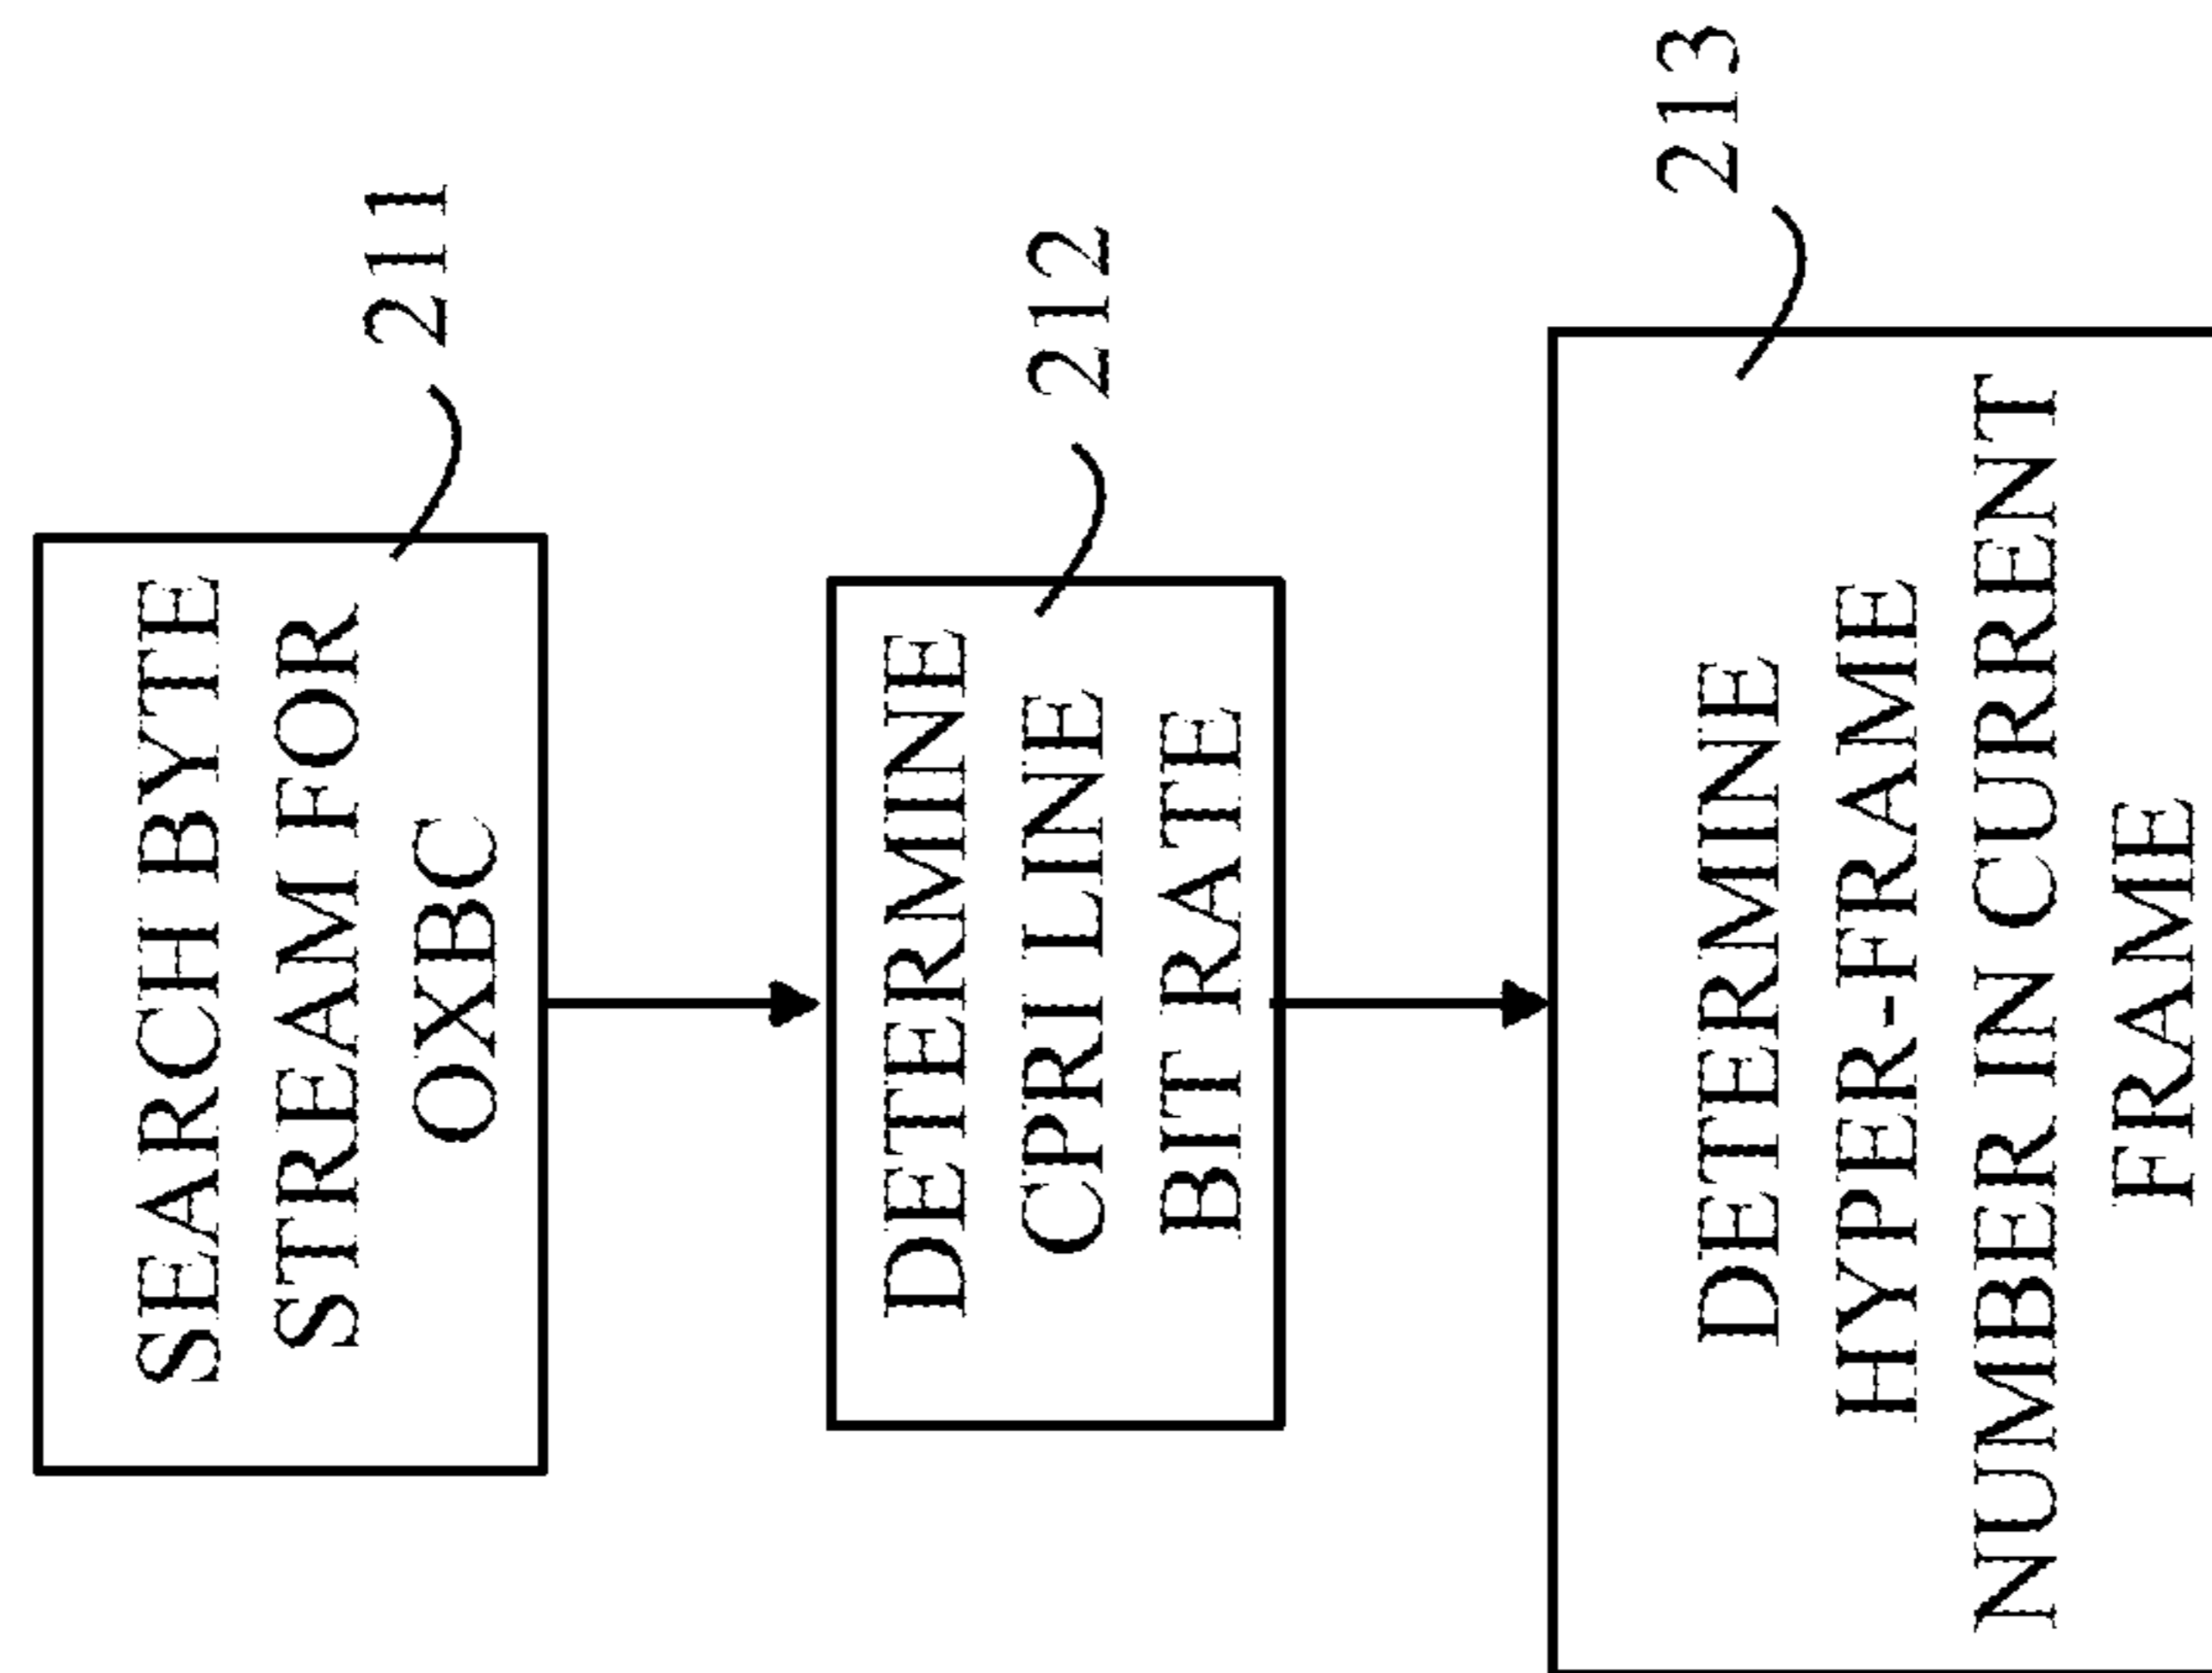 SEARCH BYTE
STREAM FOR
OXBC
211
DETERMINE
CPRI LINE
BIT RATE
212
DETERMINE
HYPER-FRAME
NUMBER IN CURRENT
FRAME
213